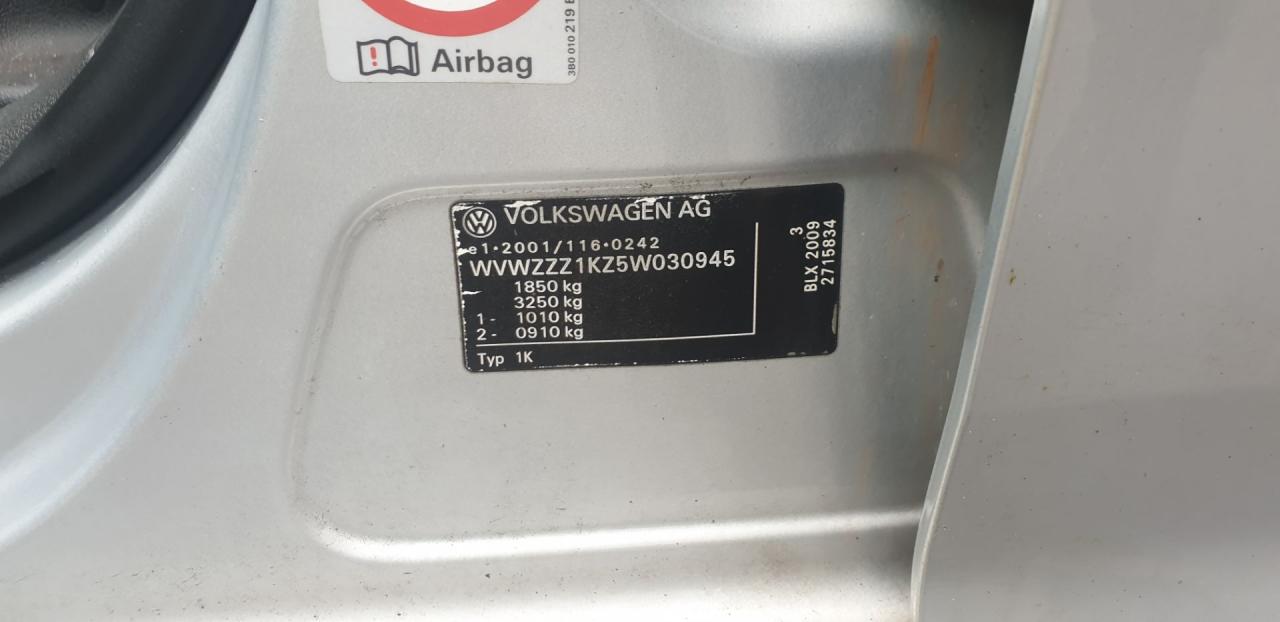 Airbag
3B0 010 219
VOLKSWAGEN AG
e1*2001/116*0242
WVWZZZ1KZ5W030945
1850 kg
3250 kg
1- 1010 kg
2- 0910 kg
Typ 1K
3
BLX 2009
2715834